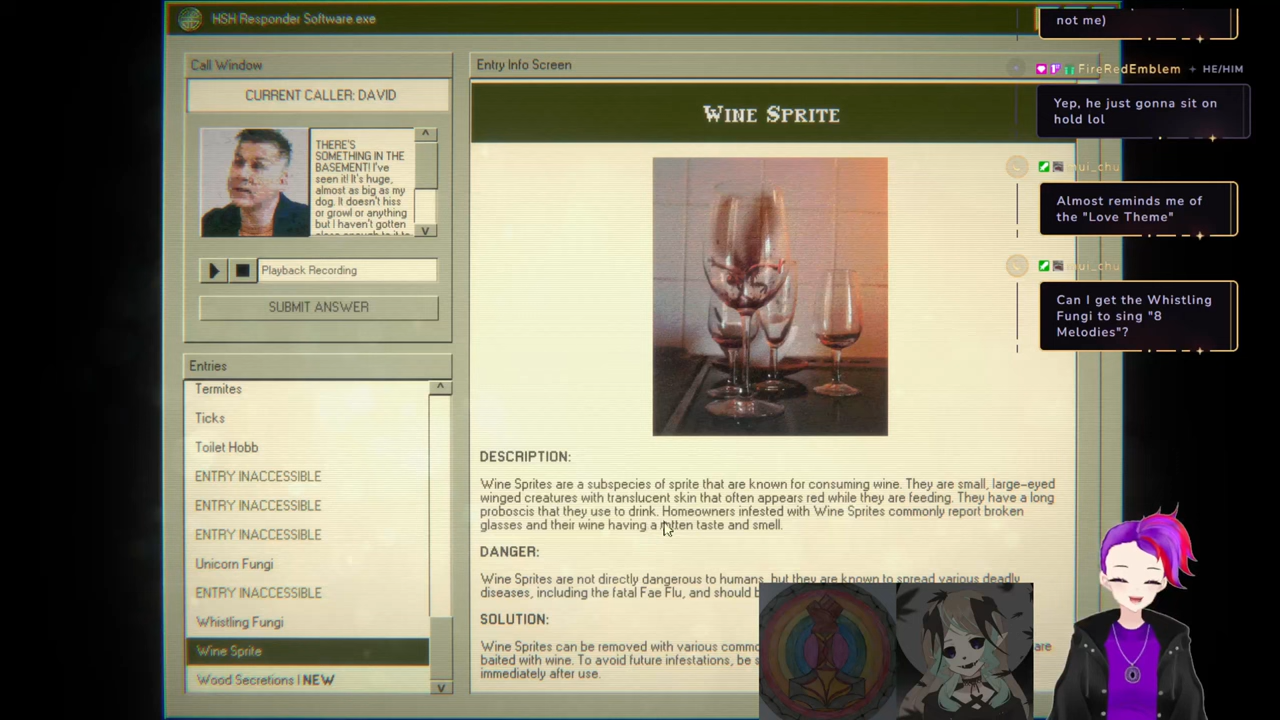 HSH Responder Software exe
Call Window
CURRENT CALLER: DAVID
THERE'S
SOMETHING IN THE
BASEMENT! I've
seen it! It's huge,
almost as big as my
dog. It doesn't hiss
or growl or anything
but I haven't gotten
Playback Recording
SUBMIT ANSWER
Entries
Termites
Ticks
Toilet Hobb
ENTRY INACCESSIBLE
ENTRY INACCESSIBLE
ENTRY INACCESSIBLE
Unicorn Fungi
ENTRY INACCESSIBLE
Whistling Fungi
Wine Sprite
Wood Secretions | NEW
Entry Info Screen
WINE SPRITE
DESCRIPTION:
Wine Sprites are a subspecies of sprite that are known for consuming wine. They are small, large-eyed
winged creatures with translucent skin that often appears red while they are feeding. They have a long
proboscis that they use to drink. Homeowners infested with Wine Sprites commonly report broken
glasses and their wine having a rotten taste and smell.
DANGER:
Wine Sprites are not directly dangerous to humans, but they are known to spread various deadly
diseases, including the fatal Fae Flu, and should b
SOLUTION:
Wine Sprites can be removed with various commo are
baited with wine. To avoid future infestations, be s
immediately after use.
not me)
FireRedEmblem + HE/HIM
Yep, he just gonna sit on
hold lol
Almost reminds me of
the "Love Theme"
Can I get the Whistling
Fungi to sing "8
Melodies"?